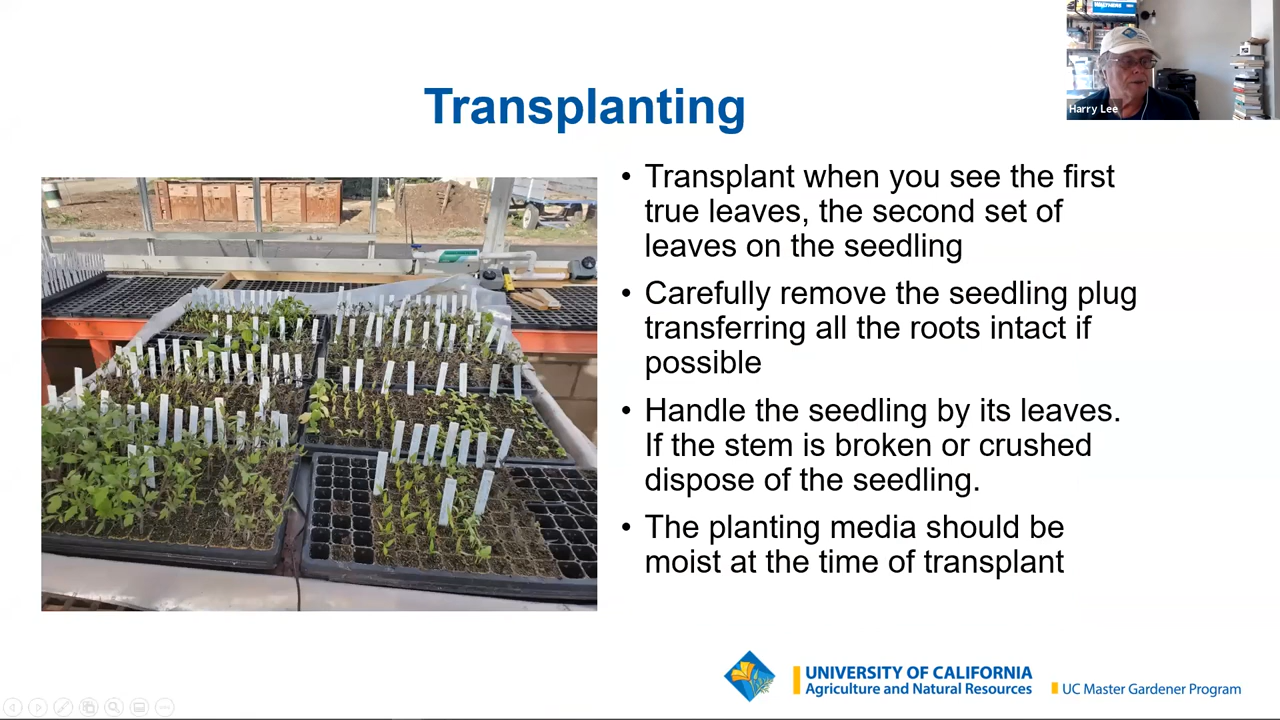 WALTHERS
Harry Lee
Transplanting
• Transplant when you see the first
true leaves, the second set of
leaves on the seedling
• Carefully remove the seedling plug
transferring all the roots intact if
possible
• Handle the seedling by its leaves.
If the stem is broken or crushed
dispose of the seedling.
• The planting media should be
moist at the time of transplant
UNIVERSITY OF CALIFORNIA
Agriculture and Natural Resources
UC Master Gardener Program